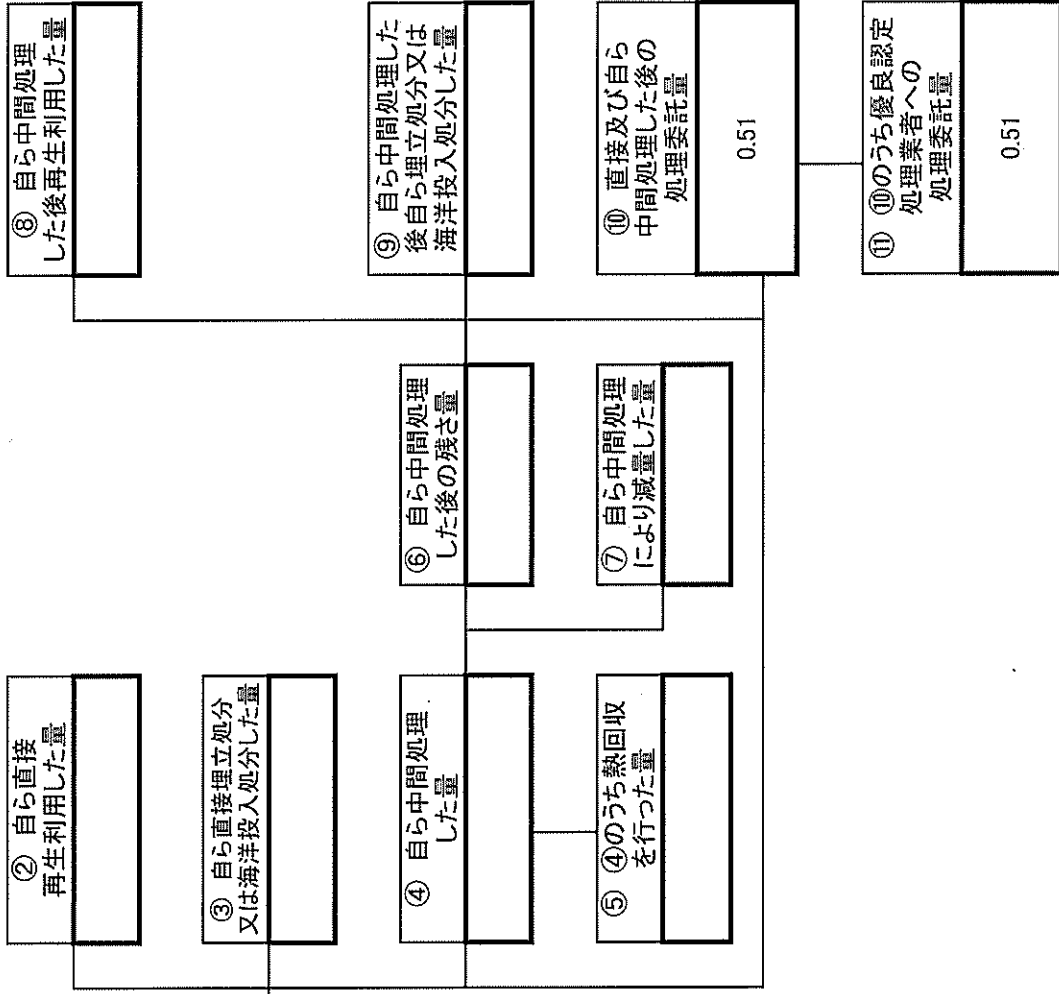 ② 自ら直接
再生利用した量
③ 自ら直接埋立処分
又は海洋投入処分した量
④ 自ら中間処理
した量
⑤ ④のうち熱回収
を行った量
⑥ 自ら中間処理
した後の残さ量
⑦ 自ら中間処理
により減量した量
⑧ 自ら中間処理
した後再生利用した量
⑨ 自ら中間処理した
後自ら埋立処分又は
海洋投入処分した量
⑩ 直接及び自ら
中間処理した後の
処理委託量
0.51
⑪ ⑩のうち優良認定
処理業者への
処理委託量
0.51